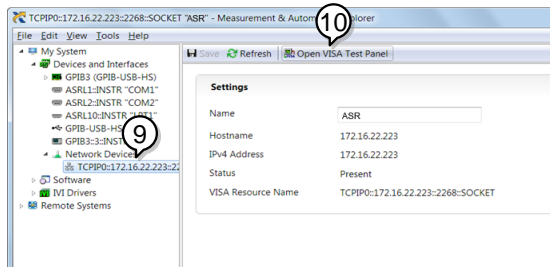 TCPIP0::172.16.22.223::2268::SOCKET "ASR" - Measurement & Autom Explorer
10
File Edit View Tools Help
Save Refresh Open VISA Test Panel
My System
Devices and Interfaces
GPIB3 (GPIB-USB-HS)
ASRL1::INSTR "COM1"
ASRL2::INSTR "COM2"
ASRL10::INSTR "LPT1"
GPIB-USB-HS
GPIB3::3::INST
9
Network Devices
TCPIP0::172.16.22.223::22
Software
IVI Drivers
Remote Systems
Settings
Name ASR
Hostname 172.16.22.223
IPv4 Address 172.16.22.223
Status Present
VISA Resource Name TCPIP0::172.16.22.223::2268::SOCKET